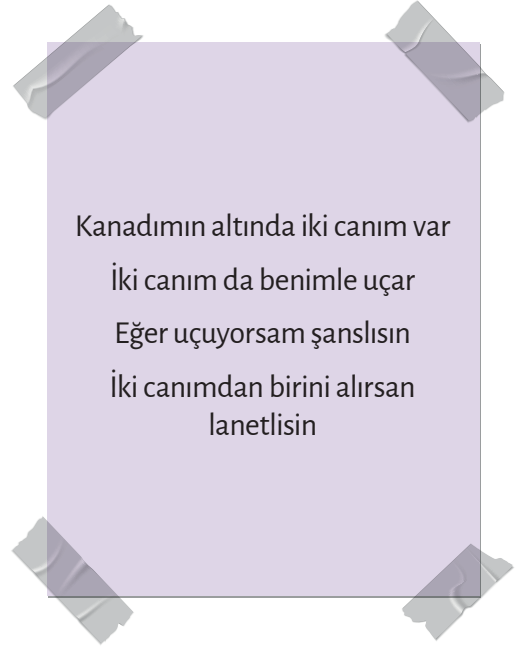 Kanadımın altında iki canım var
İki canım da benimle uçar
Eğer uçuyorsam şanslısın
İki canımdan birini alırsan
lanetlisin